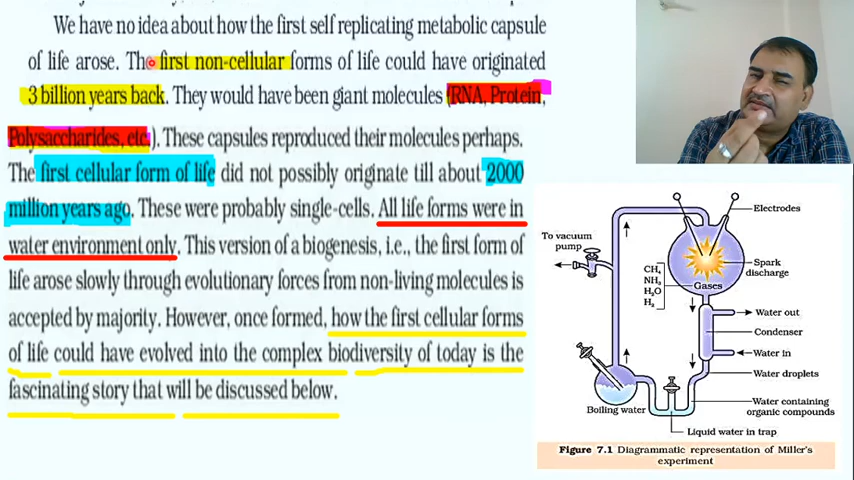 We have no idea about how the first self replicating metabolic capsule
of life arose. The first non-cellular forms of life could have originated
3 billion years back. They would have been giant molecules (RNA, Protein,
Polysaccharides, etc.). These capsules reproduced their molecules perhaps.
The first cellular form of life did not possibly originate till about 2000
million years ago. These were probably single-cells. All life forms were in
water environment only. This version of a biogenesis, i.e., the first form of
life arose slowly through evolutionary forces from non-living molecules is
accepted by majority. However, once formed, how the first cellular forms
of life could have evolved into the complex biodiversity of today is the
fascinating story that will be discussed below.
Electrodes
To vacuum
pump
Spark
discharge
CH₄
NH₃
H₂O
H₂
Gases
Water out
Condenser
Water in
Water droplets
Boiling water
Water containing
organic compounds
Liquid water in trap
Figure 7.1 Diagrammatic representation of Miller's
experiment